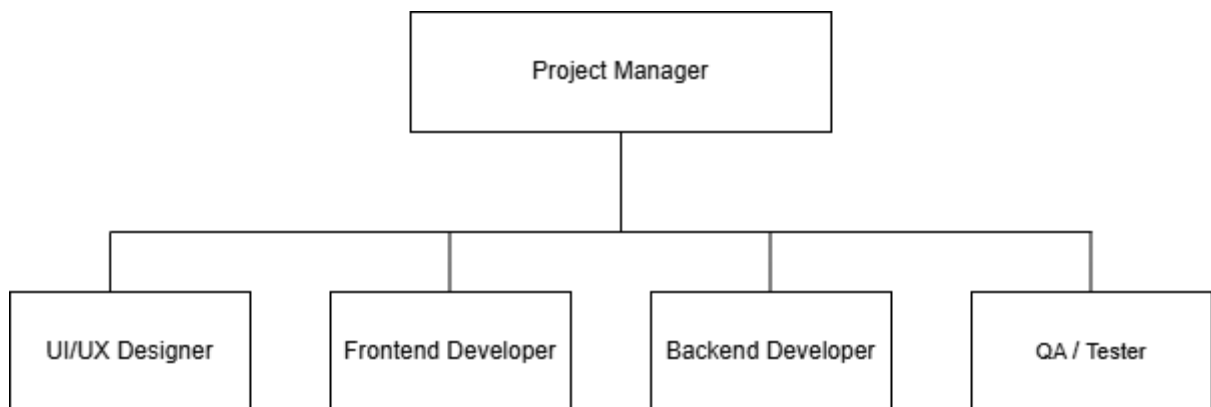 Project Manager
UI/UX Designer
Frontend Developer
Backend Developer
QA / Tester